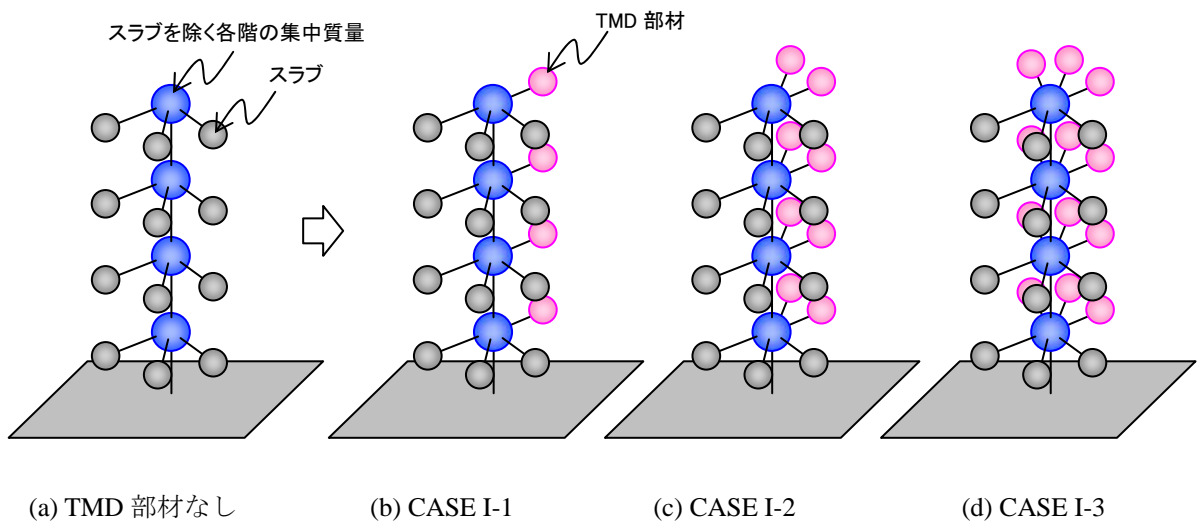 スラブを除く各階の集中質量
スラブ
TMD 部材
(a) TMD 部材なし
(b) CASE I-1
(c) CASE I-2
(d) CASE I-3